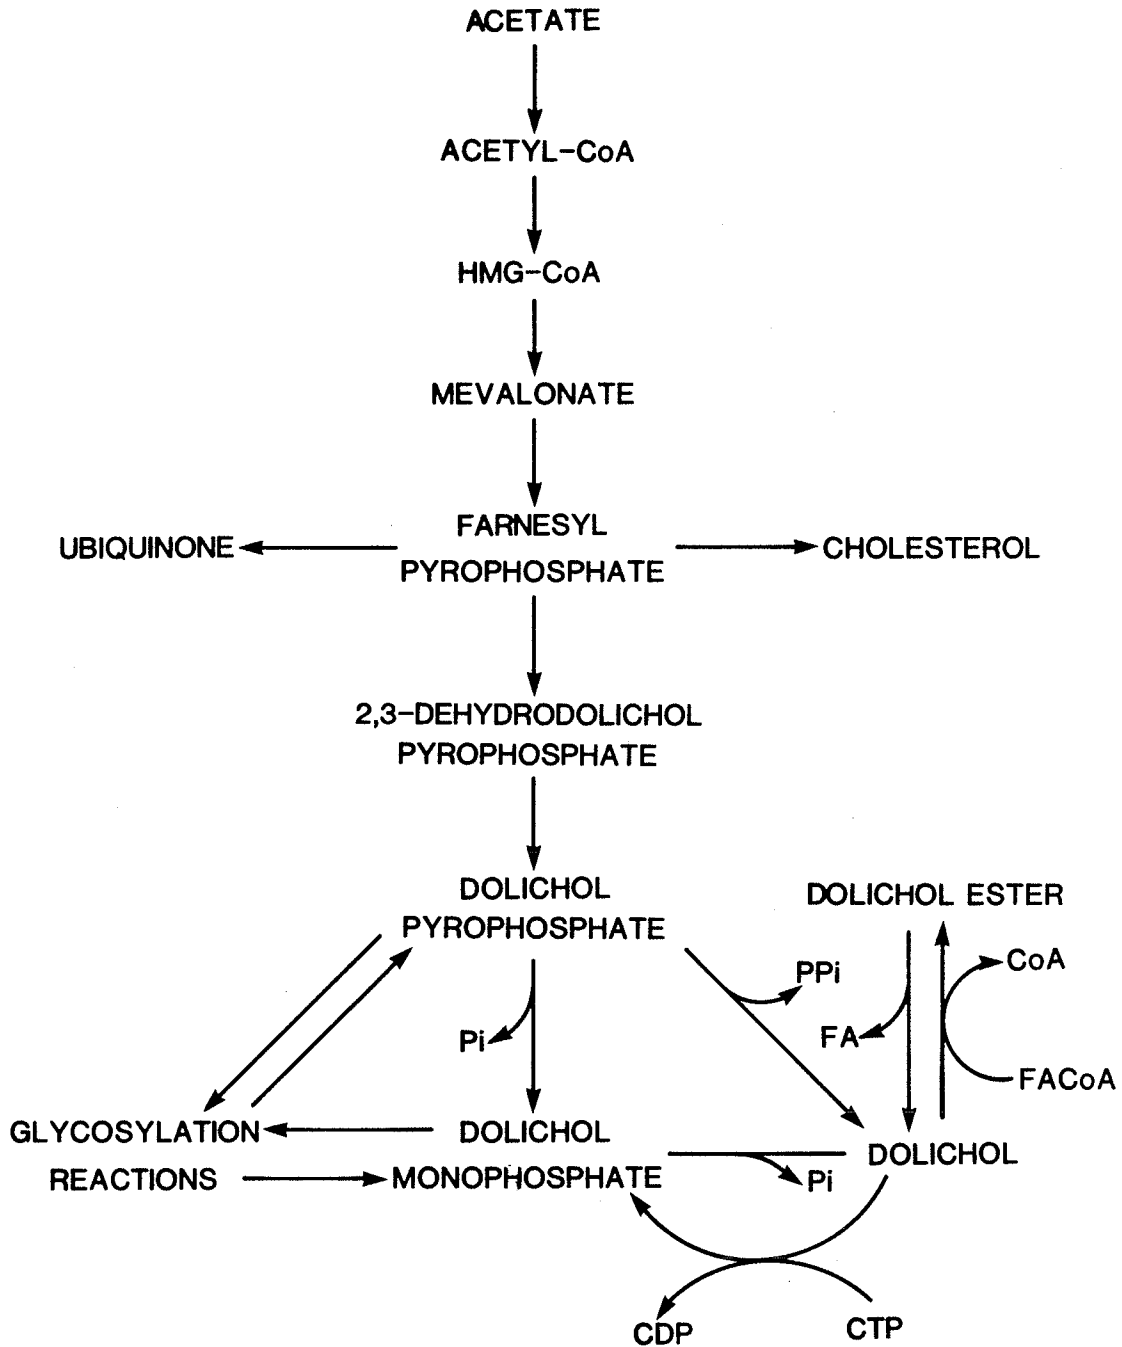 ACETATE
ACETYL-CoA
HMG-CoA
MEVALONATE
FARNESYL
PYROPHOSPHATE
UBIQUINONE
CHOLESTEROL
2,3-DEHYDRODOLICHOL
PYROPHOSPHATE
DOLICHOL
PYROPHOSPHATE
DOLICHOL ESTER
PPi
CoA
Pi
FA
FACoA
GLYCOSYLATION
REACTIONS
DOLICHOL
MONOPHOSPHATE
Pi
DOLICHOL
CDP
CTP